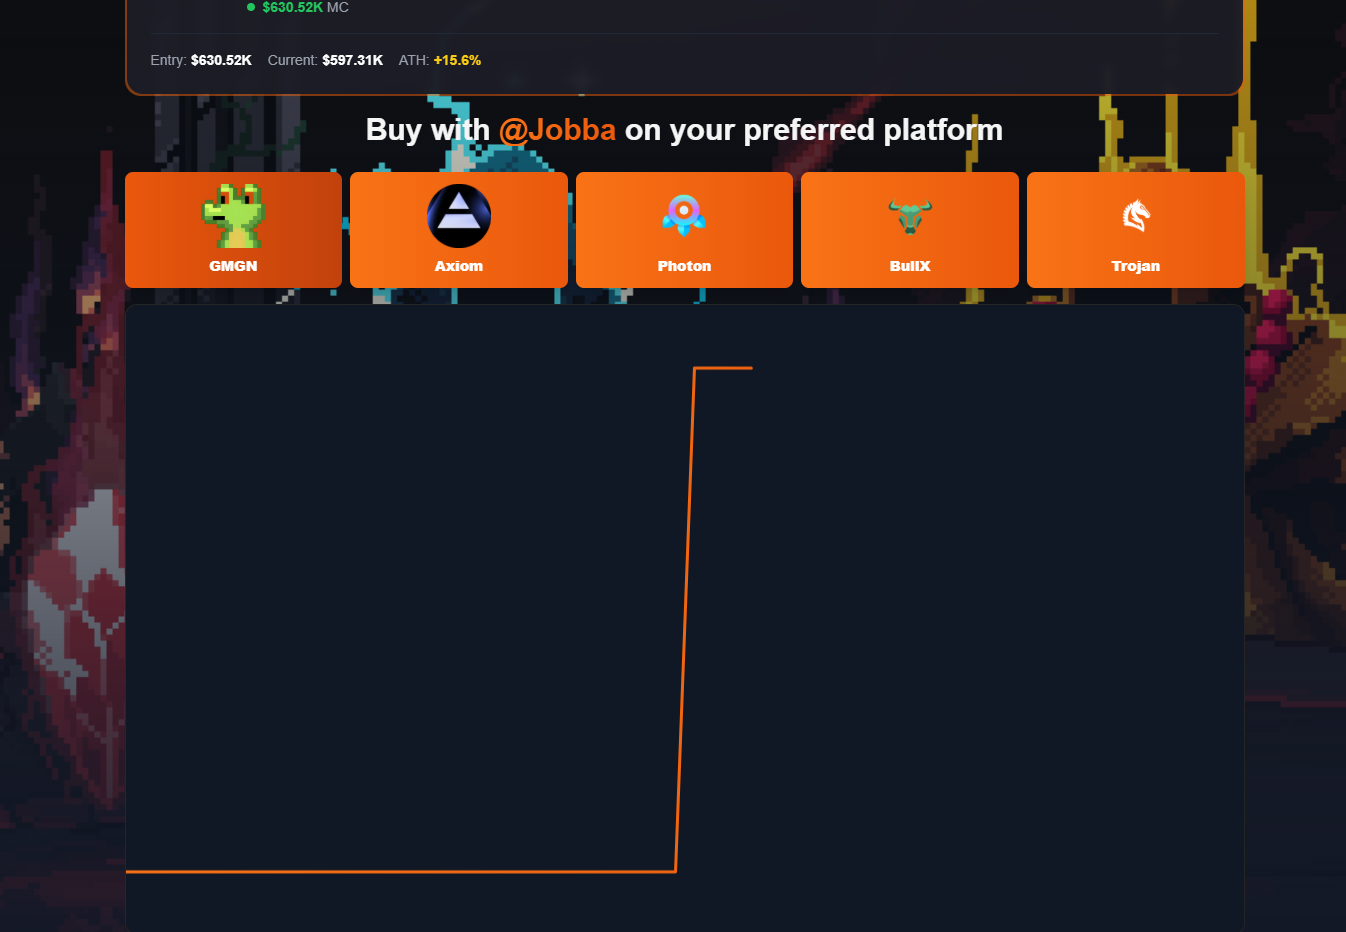 $630.52K MC
Entry: $630.52K Current: $597.31K ATH: +15.6%
Buy with @Jobba on your preferred platform
GMGN Axiom Photon BullX Trojan